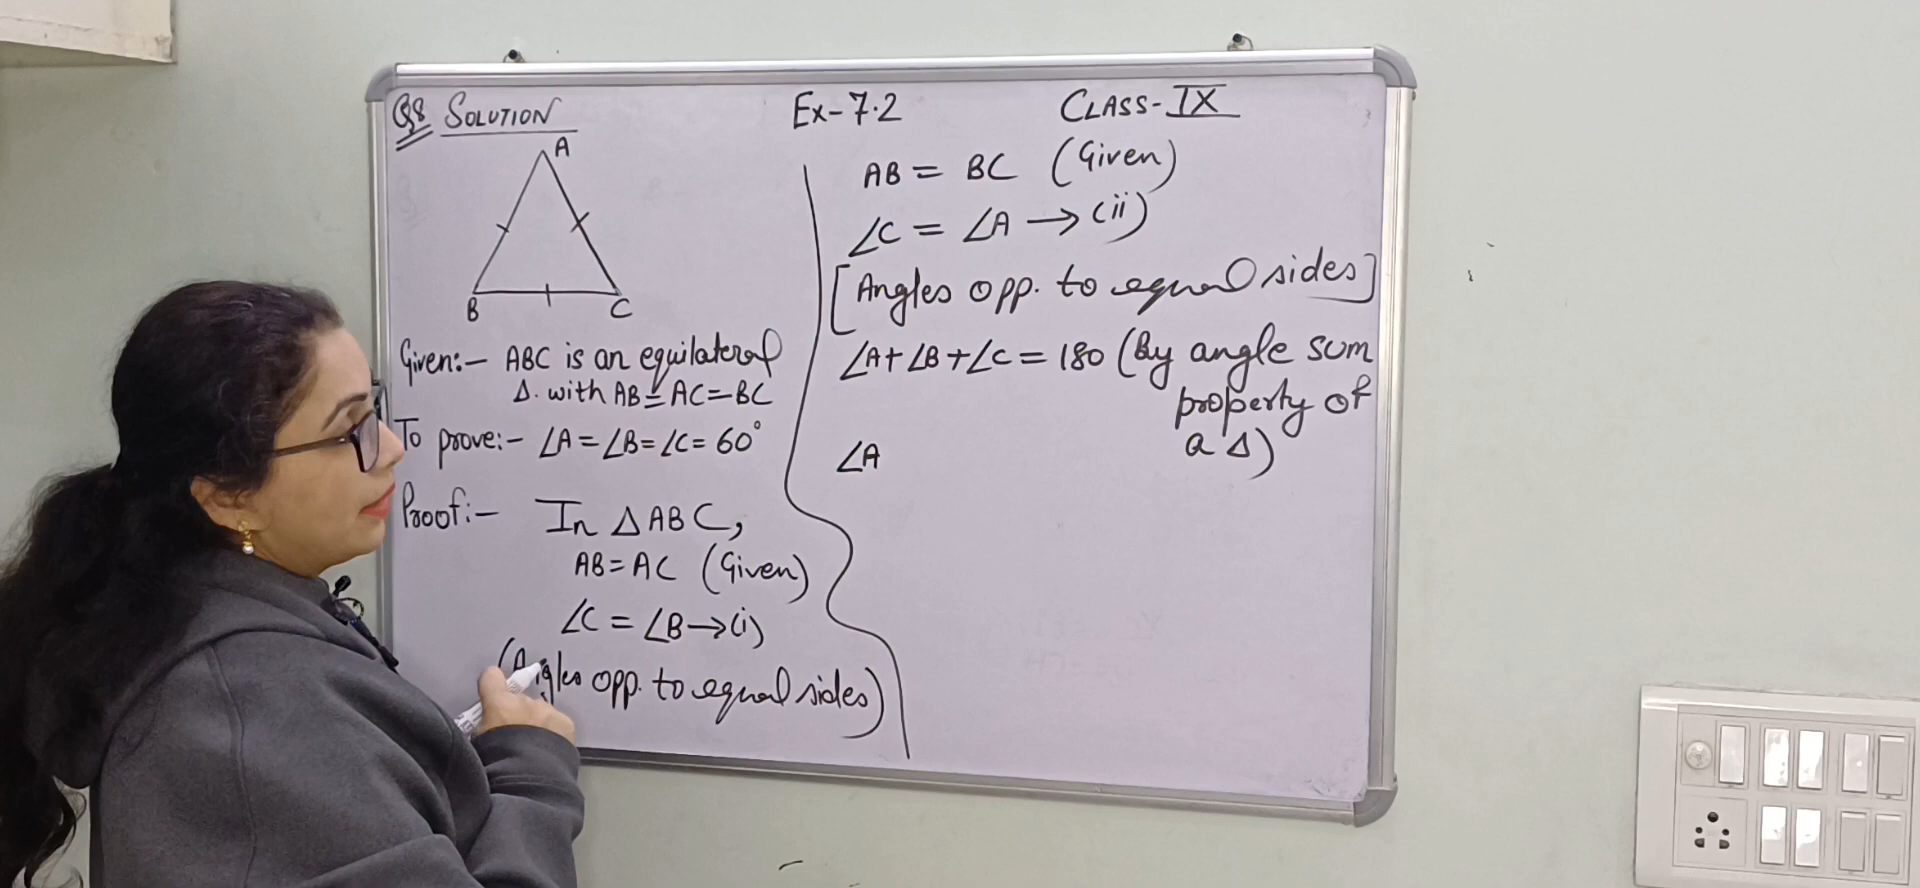 Q8 SOLUTION
Ex-7.2
CLASS-IX
A
B
C
Given:- ABC is an equilateral
Δ. with AB=AC=BC
To prove:- ∠A=∠B=∠C=60°
Proof:- In ΔABC,
AB=AC (Given)
∠C=∠B→(i)
(Angles opp. to equal sides)
AB = BC (Given)
∠C = ∠A → (ii)
[Angles opp. to equal sides]
∠A+∠B+∠C=180 (By angle sum
property of
a Δ)
∠A